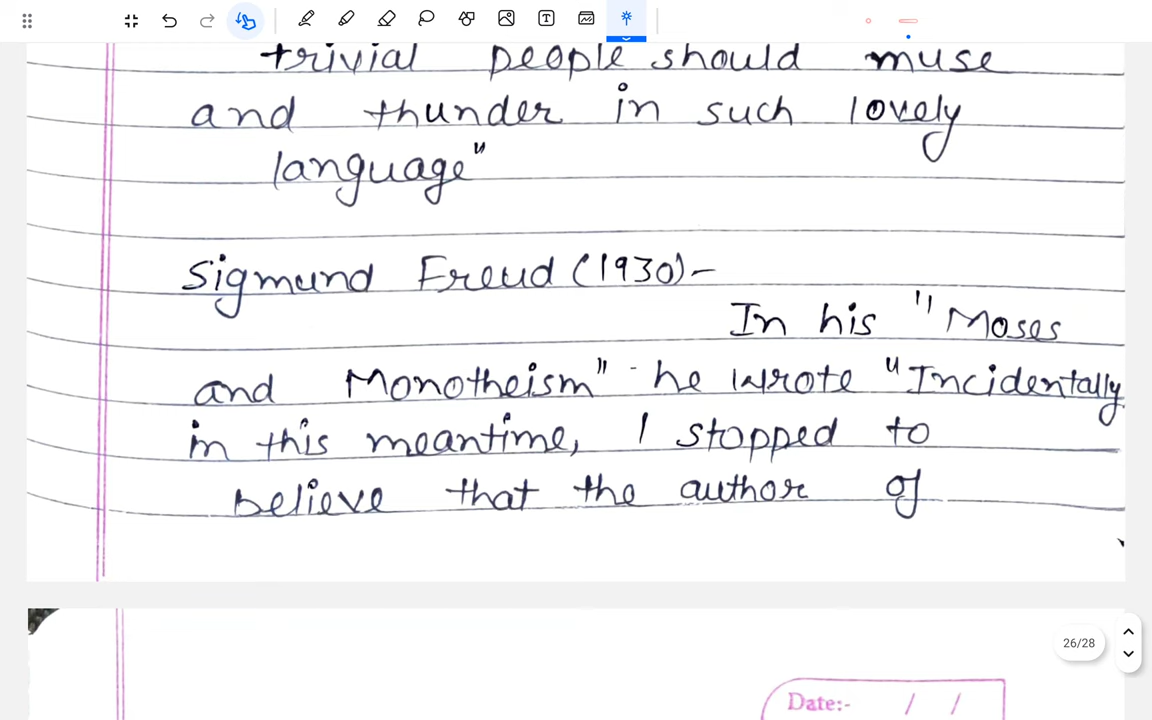 trivial people should muse
and thunder in such lovely
language"
Sigmund Freud (1930)-
In his "Moses
and Monotheism" - he wrote "Incidentally
in this meantime, I stopped to
believe that the author of
26/28
Date:- / /